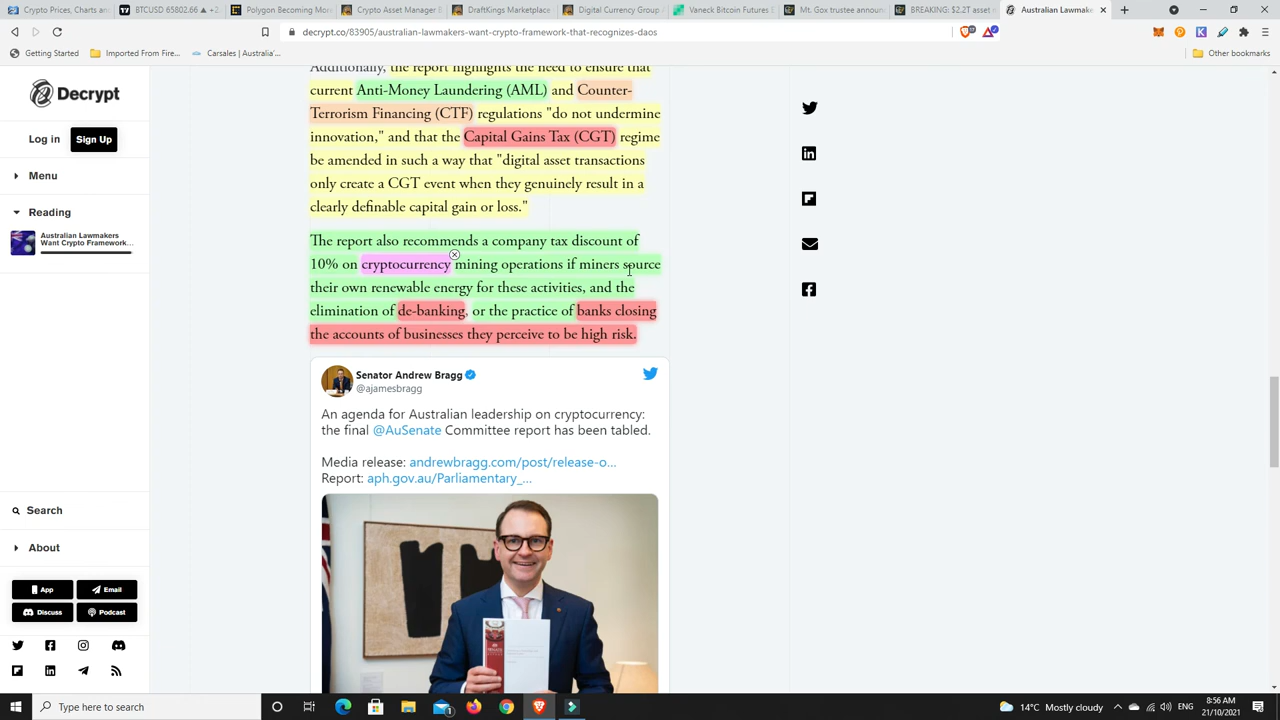 Crypto Prices, Charts
BTCUSD 65802.66 ▲ +2.
Polygon Becoming Mor
Crypto Asset Manager B
DraftKings Marketplace
Digital Currency Group
Vaneck Bitcoin Futures E
Mt. Gox trustee announ
BREAKING: $2.2T asset
Australian Lawmake
decrypt.co/83905/australian-lawmakers-want-crypto-framework-that-recognizes-daos
Getting Started
Imported From Fire...
Carsales (Australia'...
Other bookmarks
Decrypt
Log in
Sign Up
Menu
Reading
Australian Lawmakers
Want Crypto Framework...
Search
About
App
Email
Discuss
Podcast
Additionally, the report highlights the need to ensure that
current Anti-Money Laundering (AML) and Counter-
Terrorism Financing (CTF) regulations "do not undermine
innovation," and that the Capital Gains Tax (CGT) regime
be amended in such a way that "digital asset transactions
only create a CGT event when they genuinely result in a
clearly definable capital gain or loss."
The report also recommends a company tax discount of
10% on cryptocurrency mining operations if miners source
their own renewable energy for these activities, and the
elimination of de-banking, or the practice of banks closing
the accounts of businesses they perceive to be high risk.
Senator Andrew Bragg
@ajamesbragg
An agenda for Australian leadership on cryptocurrency:
the final @AuSenate Committee report has been tabled.
Media release: andrewbragg.com/post/release-o...
Report: aph.gov.au/Parliamentary_...
Type here to search
14°C Mostly cloudy
ENG
8:56 AM
21/10/2021